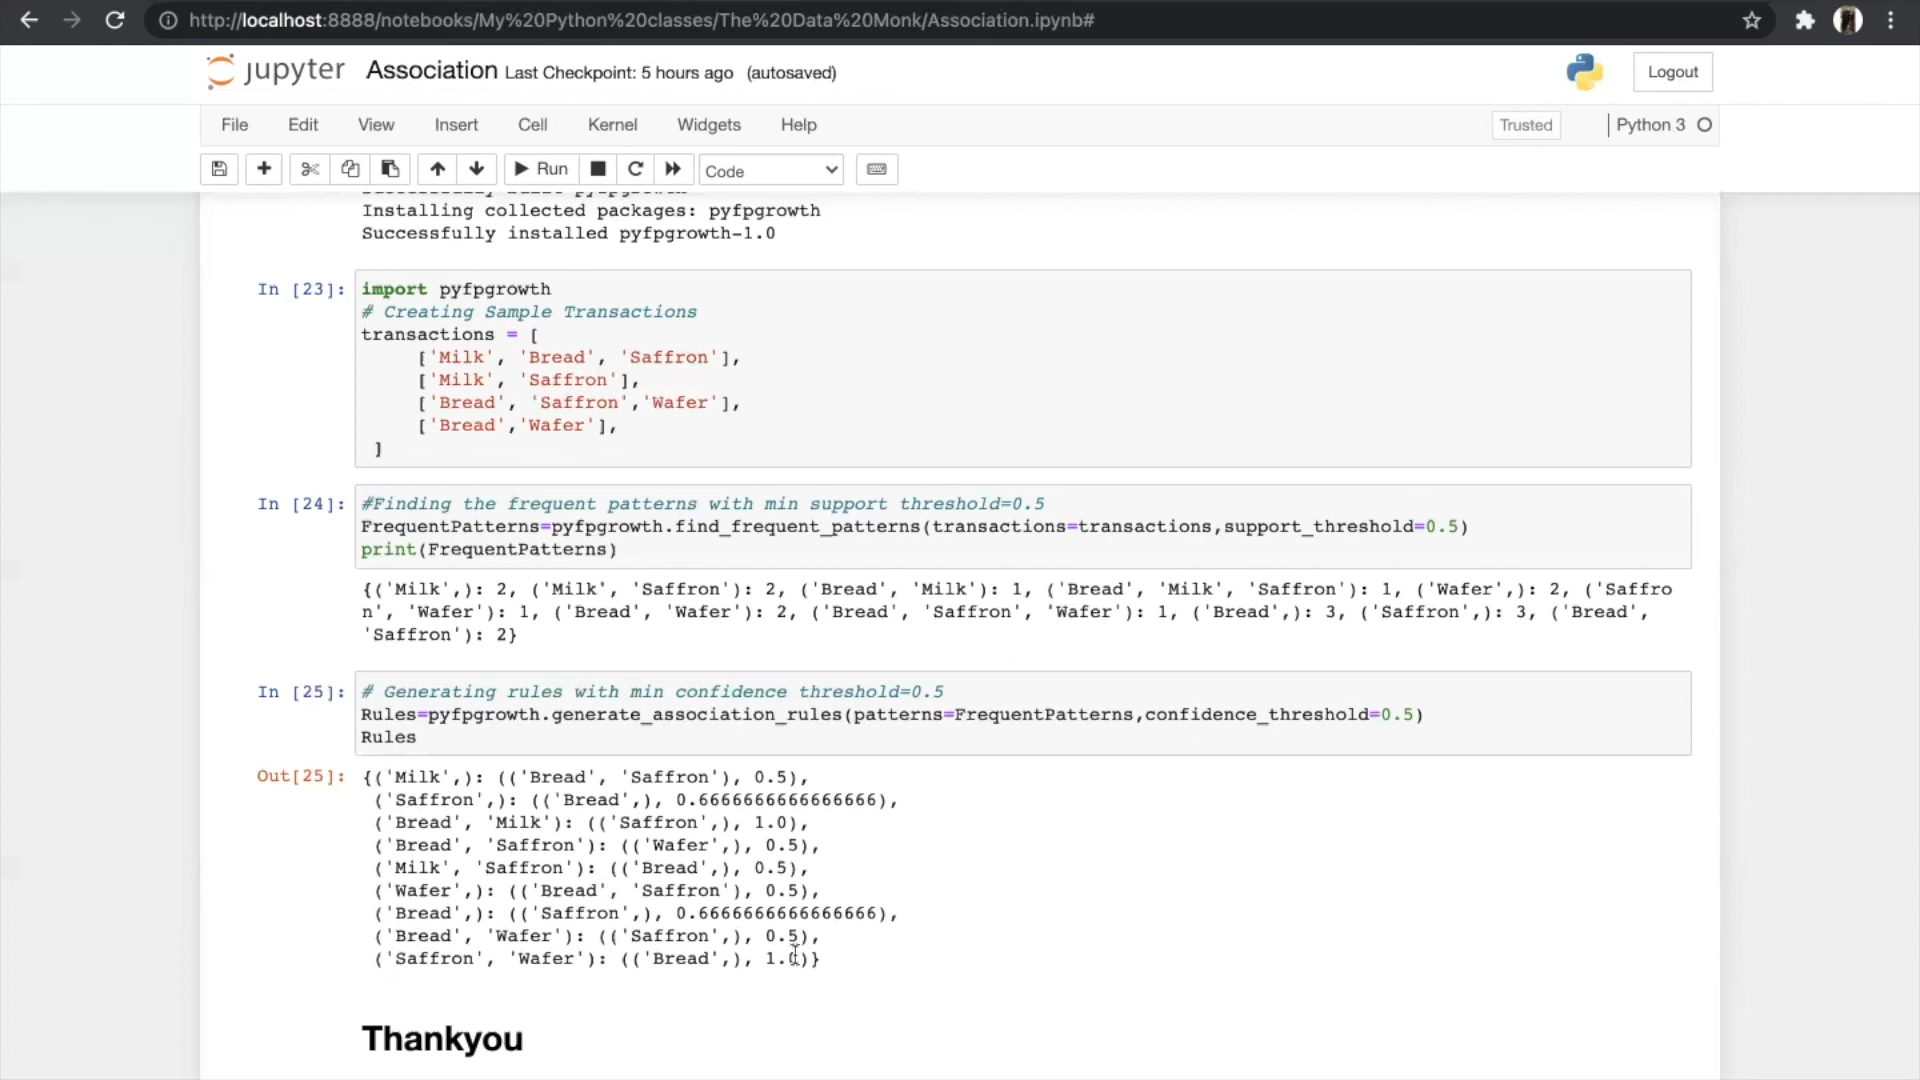 http://localhost:8888/notebooks/My%20Python%20classes/The%20Data%20Monk/Association.ipynb#
jupyter Association Last Checkpoint: 5 hours ago (autosaved) Logout
File Edit View Insert Cell Kernel Widgets Help Trusted Python 3
Run Code
Installing collected packages: pyfpgrowth
Successfully installed pyfpgrowth-1.0
In [23]: import pyfpgrowth
# Creating Sample Transactions
transactions = [
['Milk', 'Bread', 'Saffron'],
['Milk', 'Saffron'],
['Bread', 'Saffron','Wafer'],
['Bread','Wafer'],
]
In [24]: #Finding the frequent patterns with min support threshold=0.5
FrequentPatterns=pyfpgrowth.find_frequent_patterns(transactions=transactions,support_threshold=0.5)
print(FrequentPatterns)
{('Milk',): 2, ('Milk', 'Saffron'): 2, ('Bread', 'Milk'): 1, ('Bread', 'Milk', 'Saffron'): 1, ('Wafer',): 2, ('Saffro
n', 'Wafer'): 1, ('Bread', 'Wafer'): 2, ('Bread', 'Saffron', 'Wafer'): 1, ('Bread',): 3, ('Saffron',): 3, ('Bread',
'Saffron'): 2}
In [25]: # Generating rules with min confidence threshold=0.5
Rules=pyfpgrowth.generate_association_rules(patterns=FrequentPatterns,confidence_threshold=0.5)
Rules
Out[25]: {('Milk',): (('Bread', 'Saffron'), 0.5),
('Saffron',): (('Bread',), 0.6666666666666666),
('Bread', 'Milk'): (('Saffron',), 1.0),
('Bread', 'Saffron'): (('Wafer',), 0.5),
('Milk', 'Saffron'): (('Bread',), 0.5),
('Wafer',): (('Bread', 'Saffron'), 0.5),
('Bread',): (('Saffron',), 0.6666666666666666),
('Bread', 'Wafer'): (('Saffron',), 0.5),
('Saffron', 'Wafer'): (('Bread',), 1.0)}
Thankyou